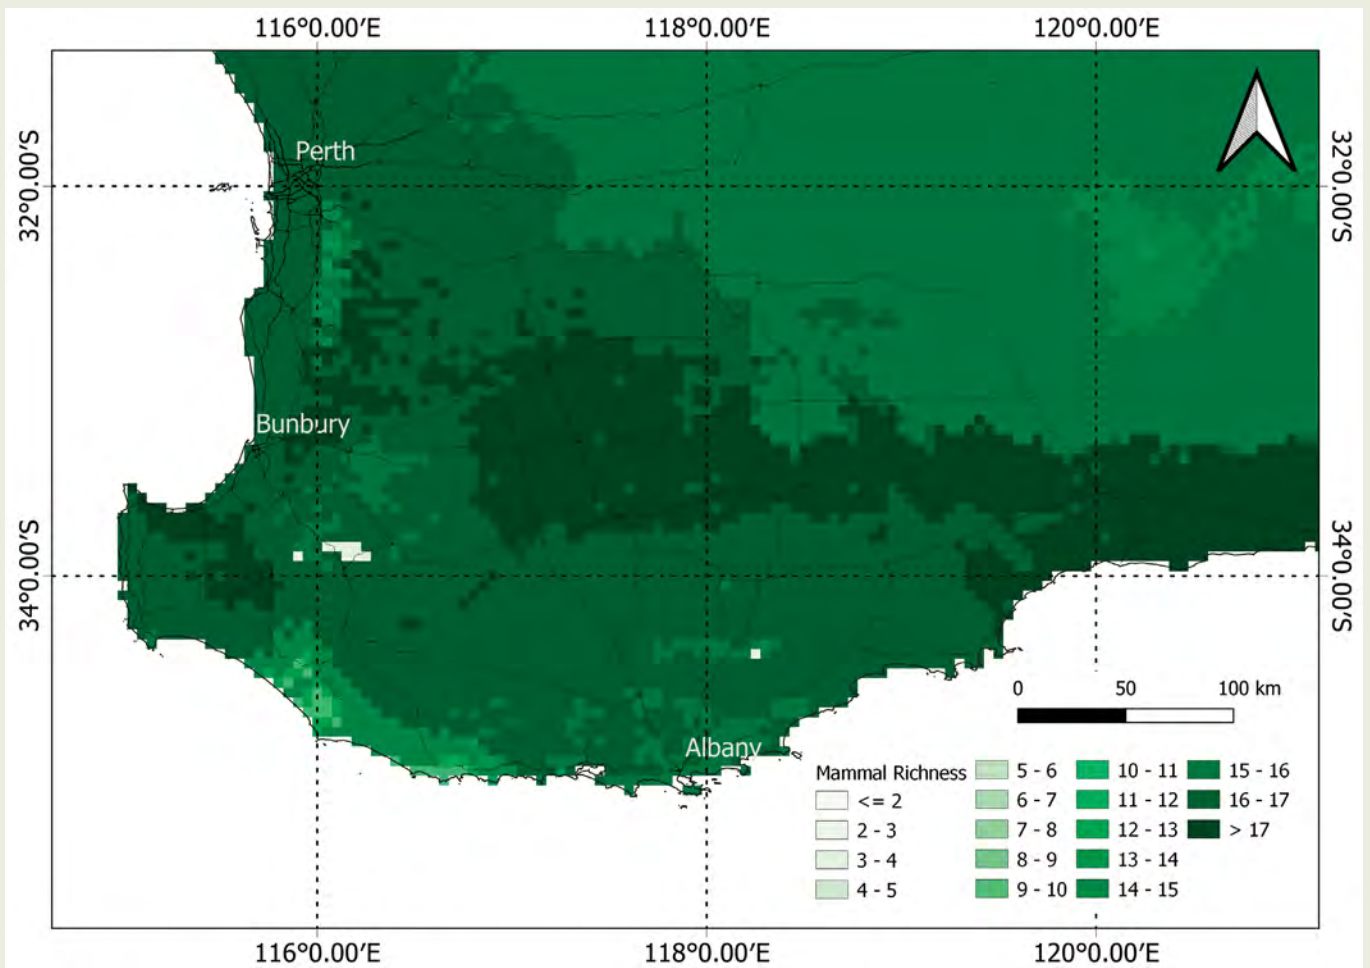 116°0.00′E 118°0.00′E 120°0.00′E
32°0.00′S
32°0.00′S
Perth
Bunbury
34°0.00′S
34°0.00′S
0 50 100 km
Albany
Mammal Richness
<= 2
2 - 3
3 - 4
4 - 5
5 - 6
6 - 7
7 - 8
8 - 9
9 - 10
10 - 11
11 - 12
12 - 13
13 - 14
14 - 15
15 - 16
16 - 17
> 17
116°0.00′E 118°0.00′E 120°0.00′E